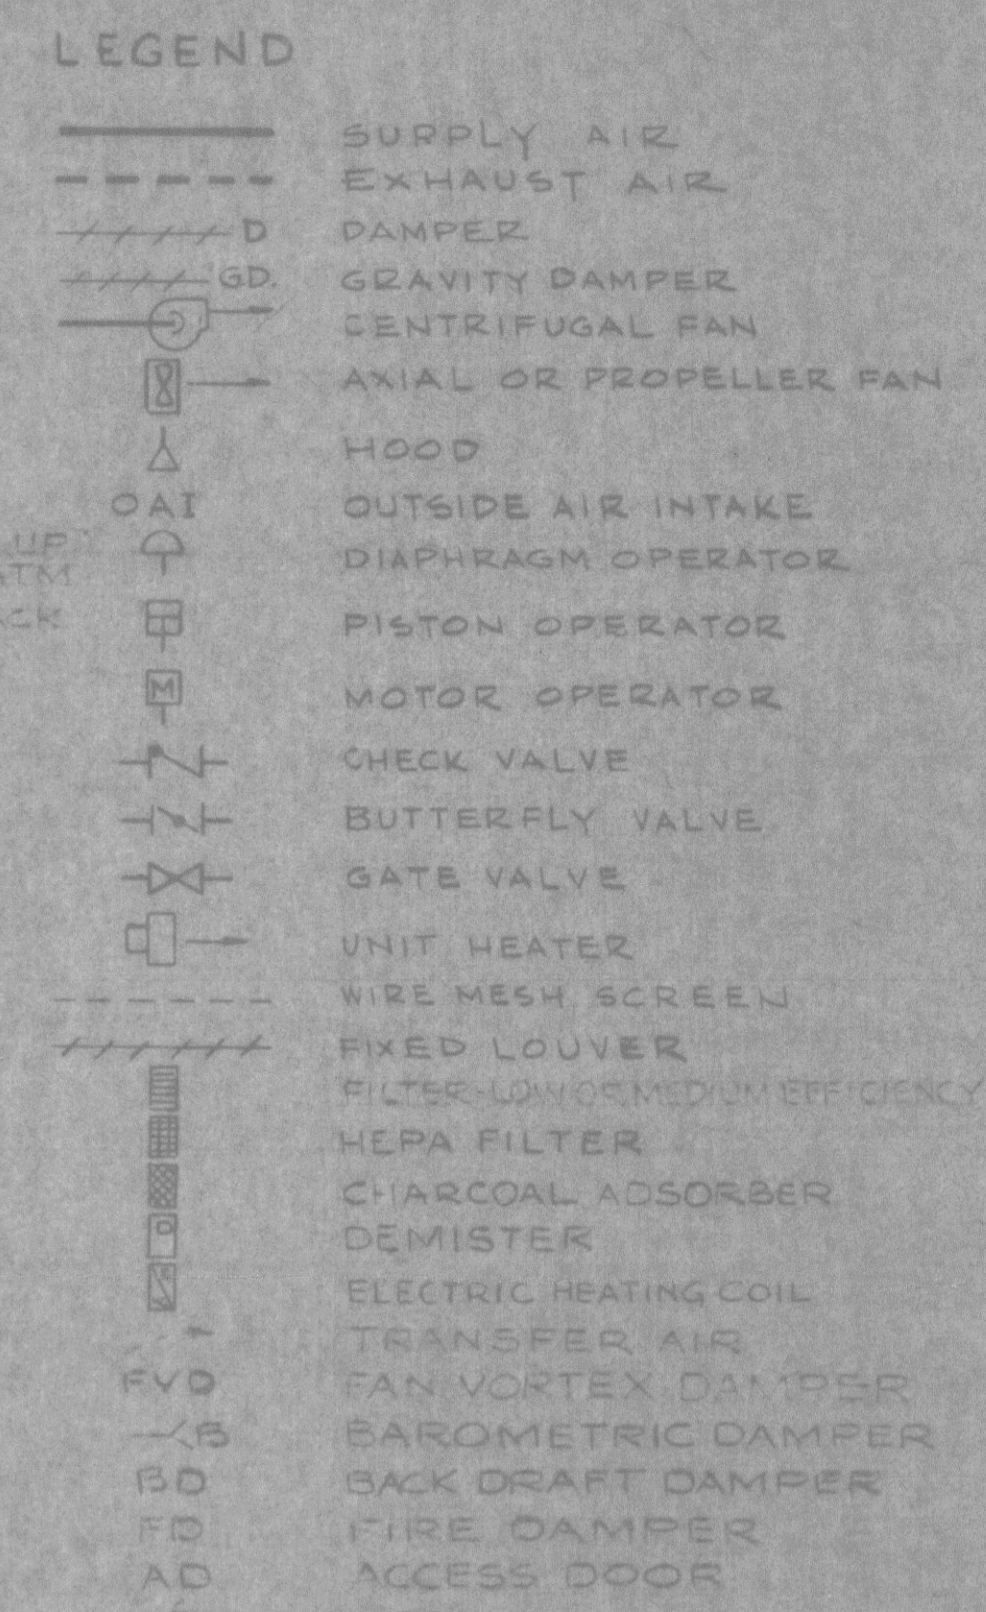 LEGEND
SUPPLY AIR
EXHAUST AIR
D DAMPER
G.D. GRAVITY DAMPER
CENTRIFUGAL FAN
AXIAL OR PROPELLER FAN
HOOD
OAI OUTSIDE AIR INTAKE
UP
DIAPHRAGM OPERATOR
ATM
ACK
PISTON OPERATOR
M MOTOR OPERATOR
CHECK VALVE
BUTTERFLY VALVE
GATE VALVE
UNIT HEATER
WIRE MESH SCREEN
FIXED LOUVER
FILTER-LOW OR MEDIUM EFFICIENCY
HEPA FILTER
CHARCOAL ADSORBER
D DEMISTER
ELECTRIC HEATING COIL
TRANSFER AIR
FVD FAN VORTEX DAMPER
B BAROMETRIC DAMPER
BD BACK DRAFT DAMPER
FD FIRE DAMPER
AD ACCESS DOOR